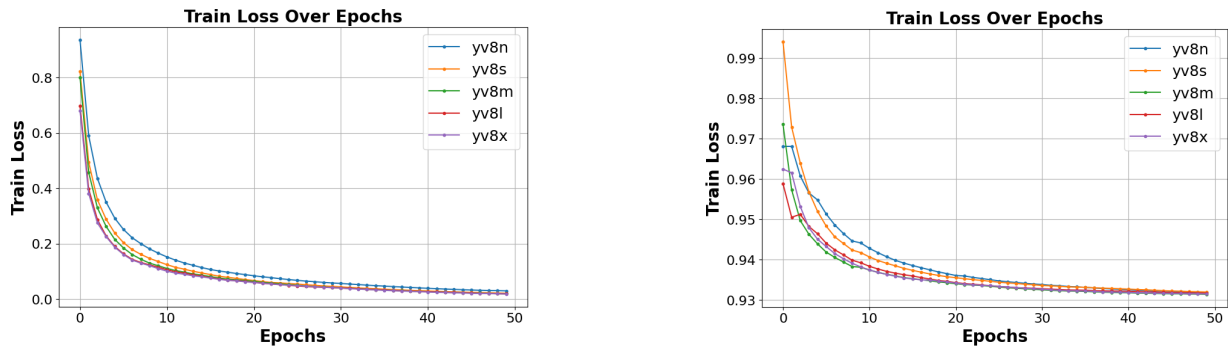 Train Loss Over Epochs
Train Loss
0.8
0.6
0.4
0.2
0.0
yv8n
yv8s
yv8m
yv8l
yv8x
0
10
20
30
40
50
Epochs
Train Loss Over Epochs
Train Loss
0.99
0.98
0.97
0.96
0.95
0.94
0.93
yv8n
yv8s
yv8m
yv8l
yv8x
0
10
20
30
40
50
Epochs